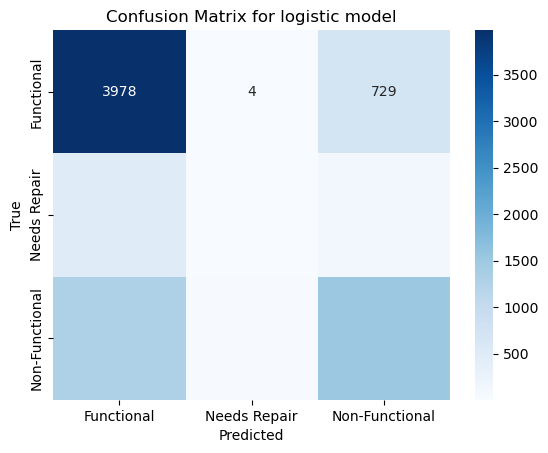 Confusion Matrix for logistic model
Functional
Needs Repair
Non-Functional
True
3978 4 729
Functional Needs Repair Non-Functional
Predicted
3500
3000
2500
2000
1500
1000
500